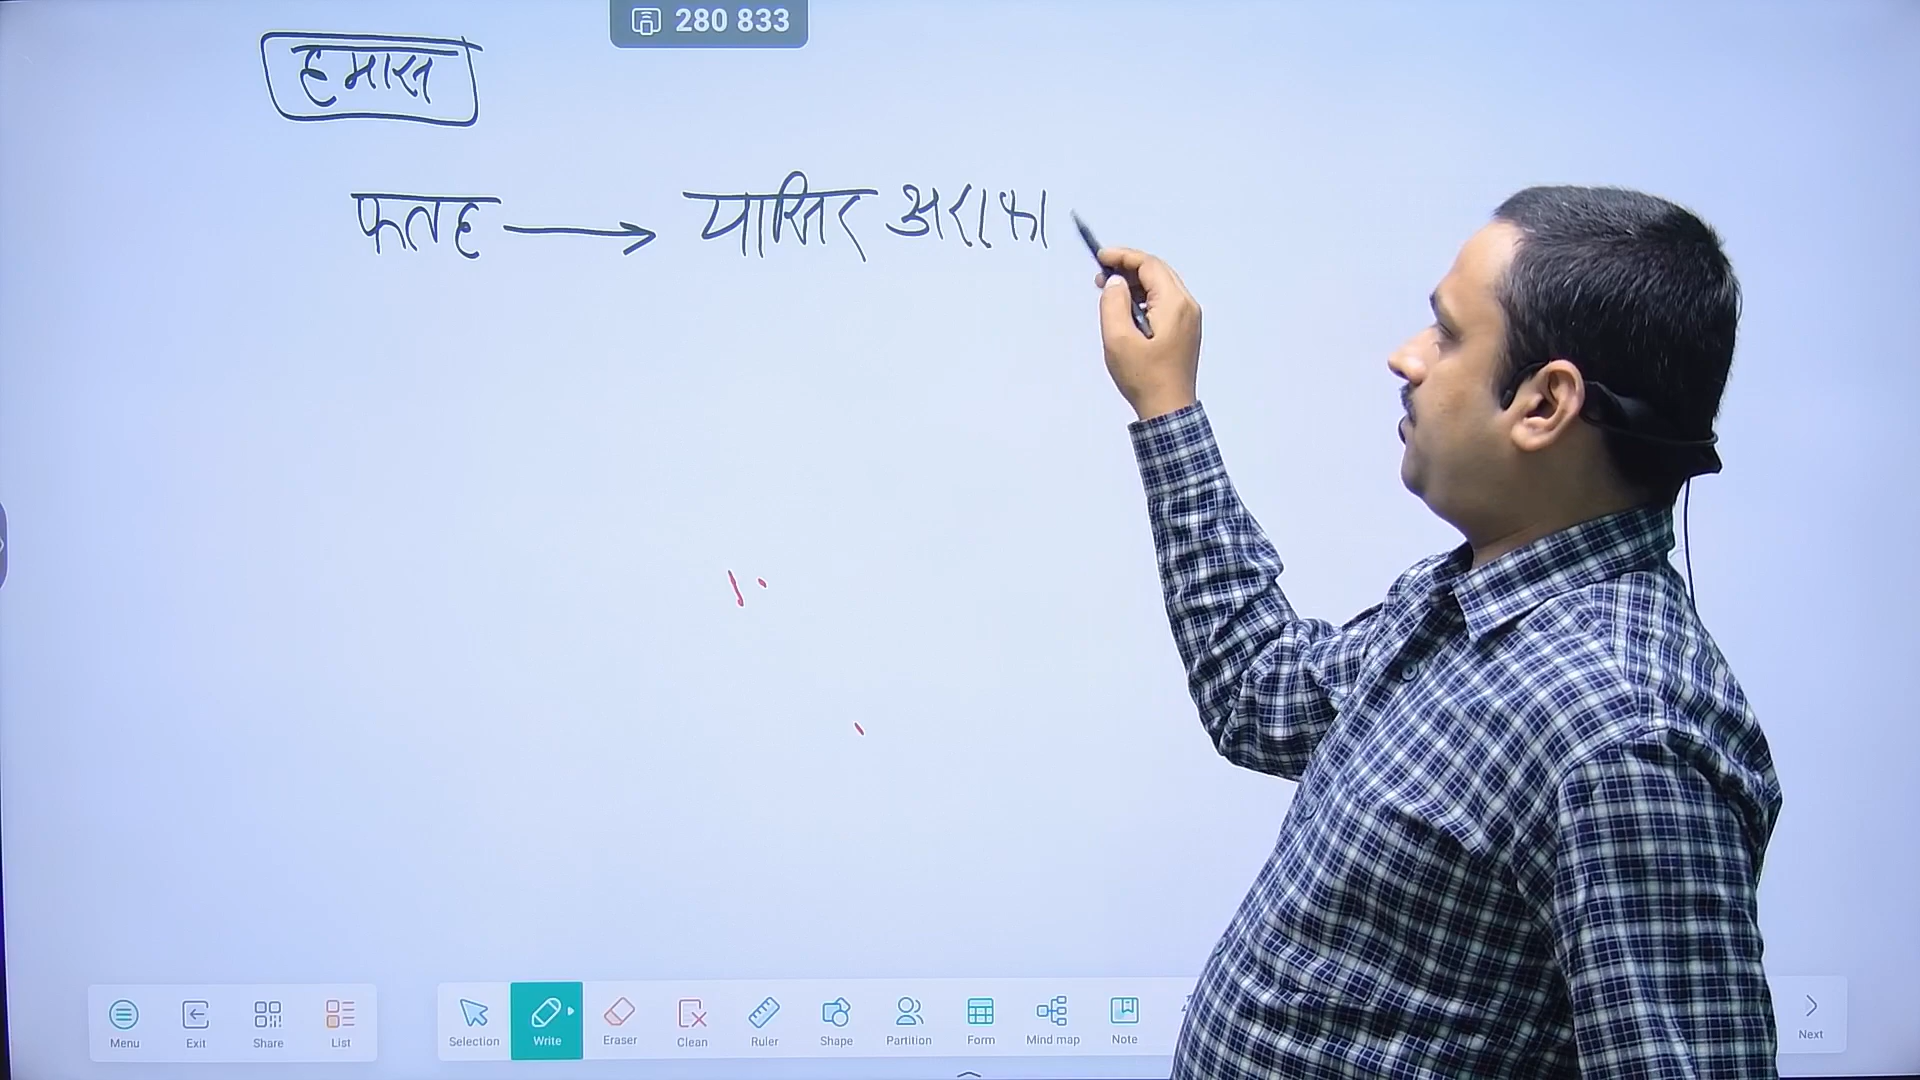 280 833
हमास
फतह → यासिर अराफा
Menu Exit Share List Selection Write Eraser Clean Ruler Shape Partition Form Mind map Note Next